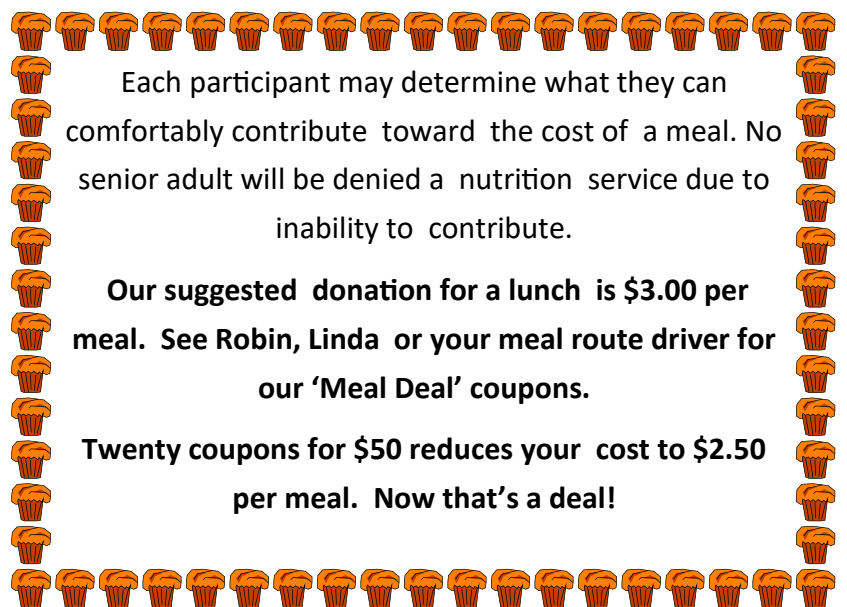 Each participant may determine what they can
comfortably contribute toward the cost of a meal. No
senior adult will be denied a nutrition service due to
inability to contribute.
Our suggested donation for a lunch is $3.00 per
meal. See Robin, Linda or your meal route driver for
our ‘Meal Deal’ coupons.
Twenty coupons for $50 reduces your cost to $2.50
per meal. Now that’s a deal!